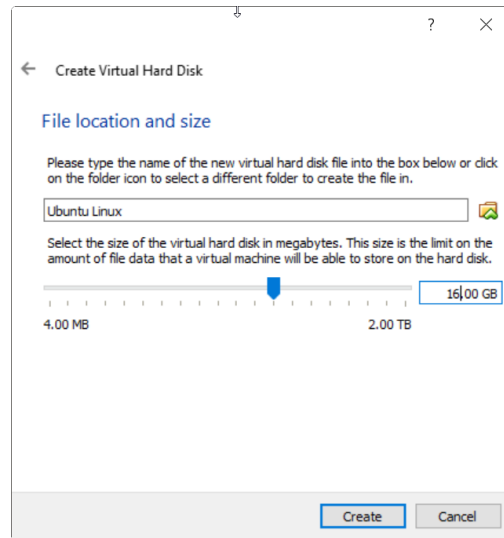 ?
Create Virtual Hard Disk
File location and size
Please type the name of the new virtual hard disk file into the box below or click
on the folder icon to select a different folder to create the file in.
Ubuntu Linux
Select the size of the virtual hard disk in megabytes. This size is the limit on the
amount of file data that a virtual machine will be able to store on the hard disk.
16.00 GB
4.00 MB 2.00 TB
Create Cancel